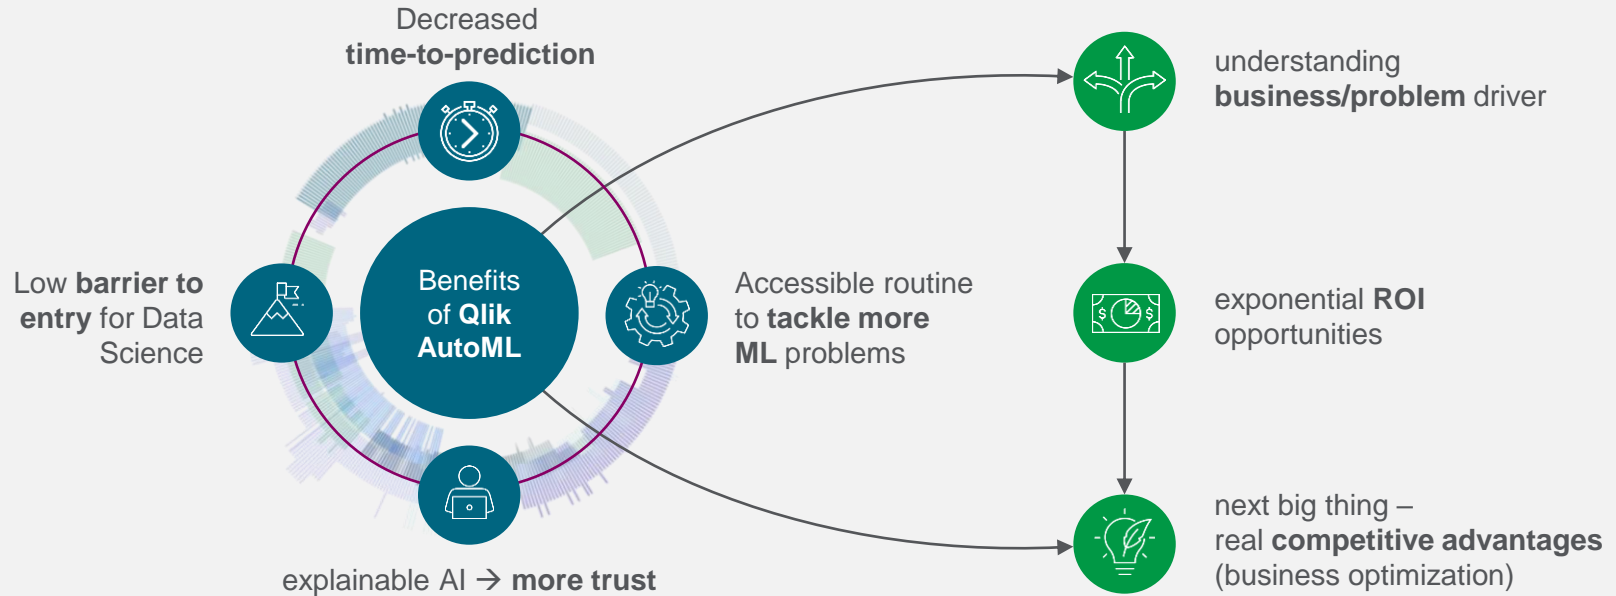 Decreased
time-to-prediction
Low barrier to
entry for Data
Science
Benefits
of Qlik
AutoML
Accessible routine
to tackle more
ML problems
explainable AI → more trust
understanding
business/problem driver
$ $
exponential ROI
opportunities
next big thing –
real competitive advantages
(business optimization)